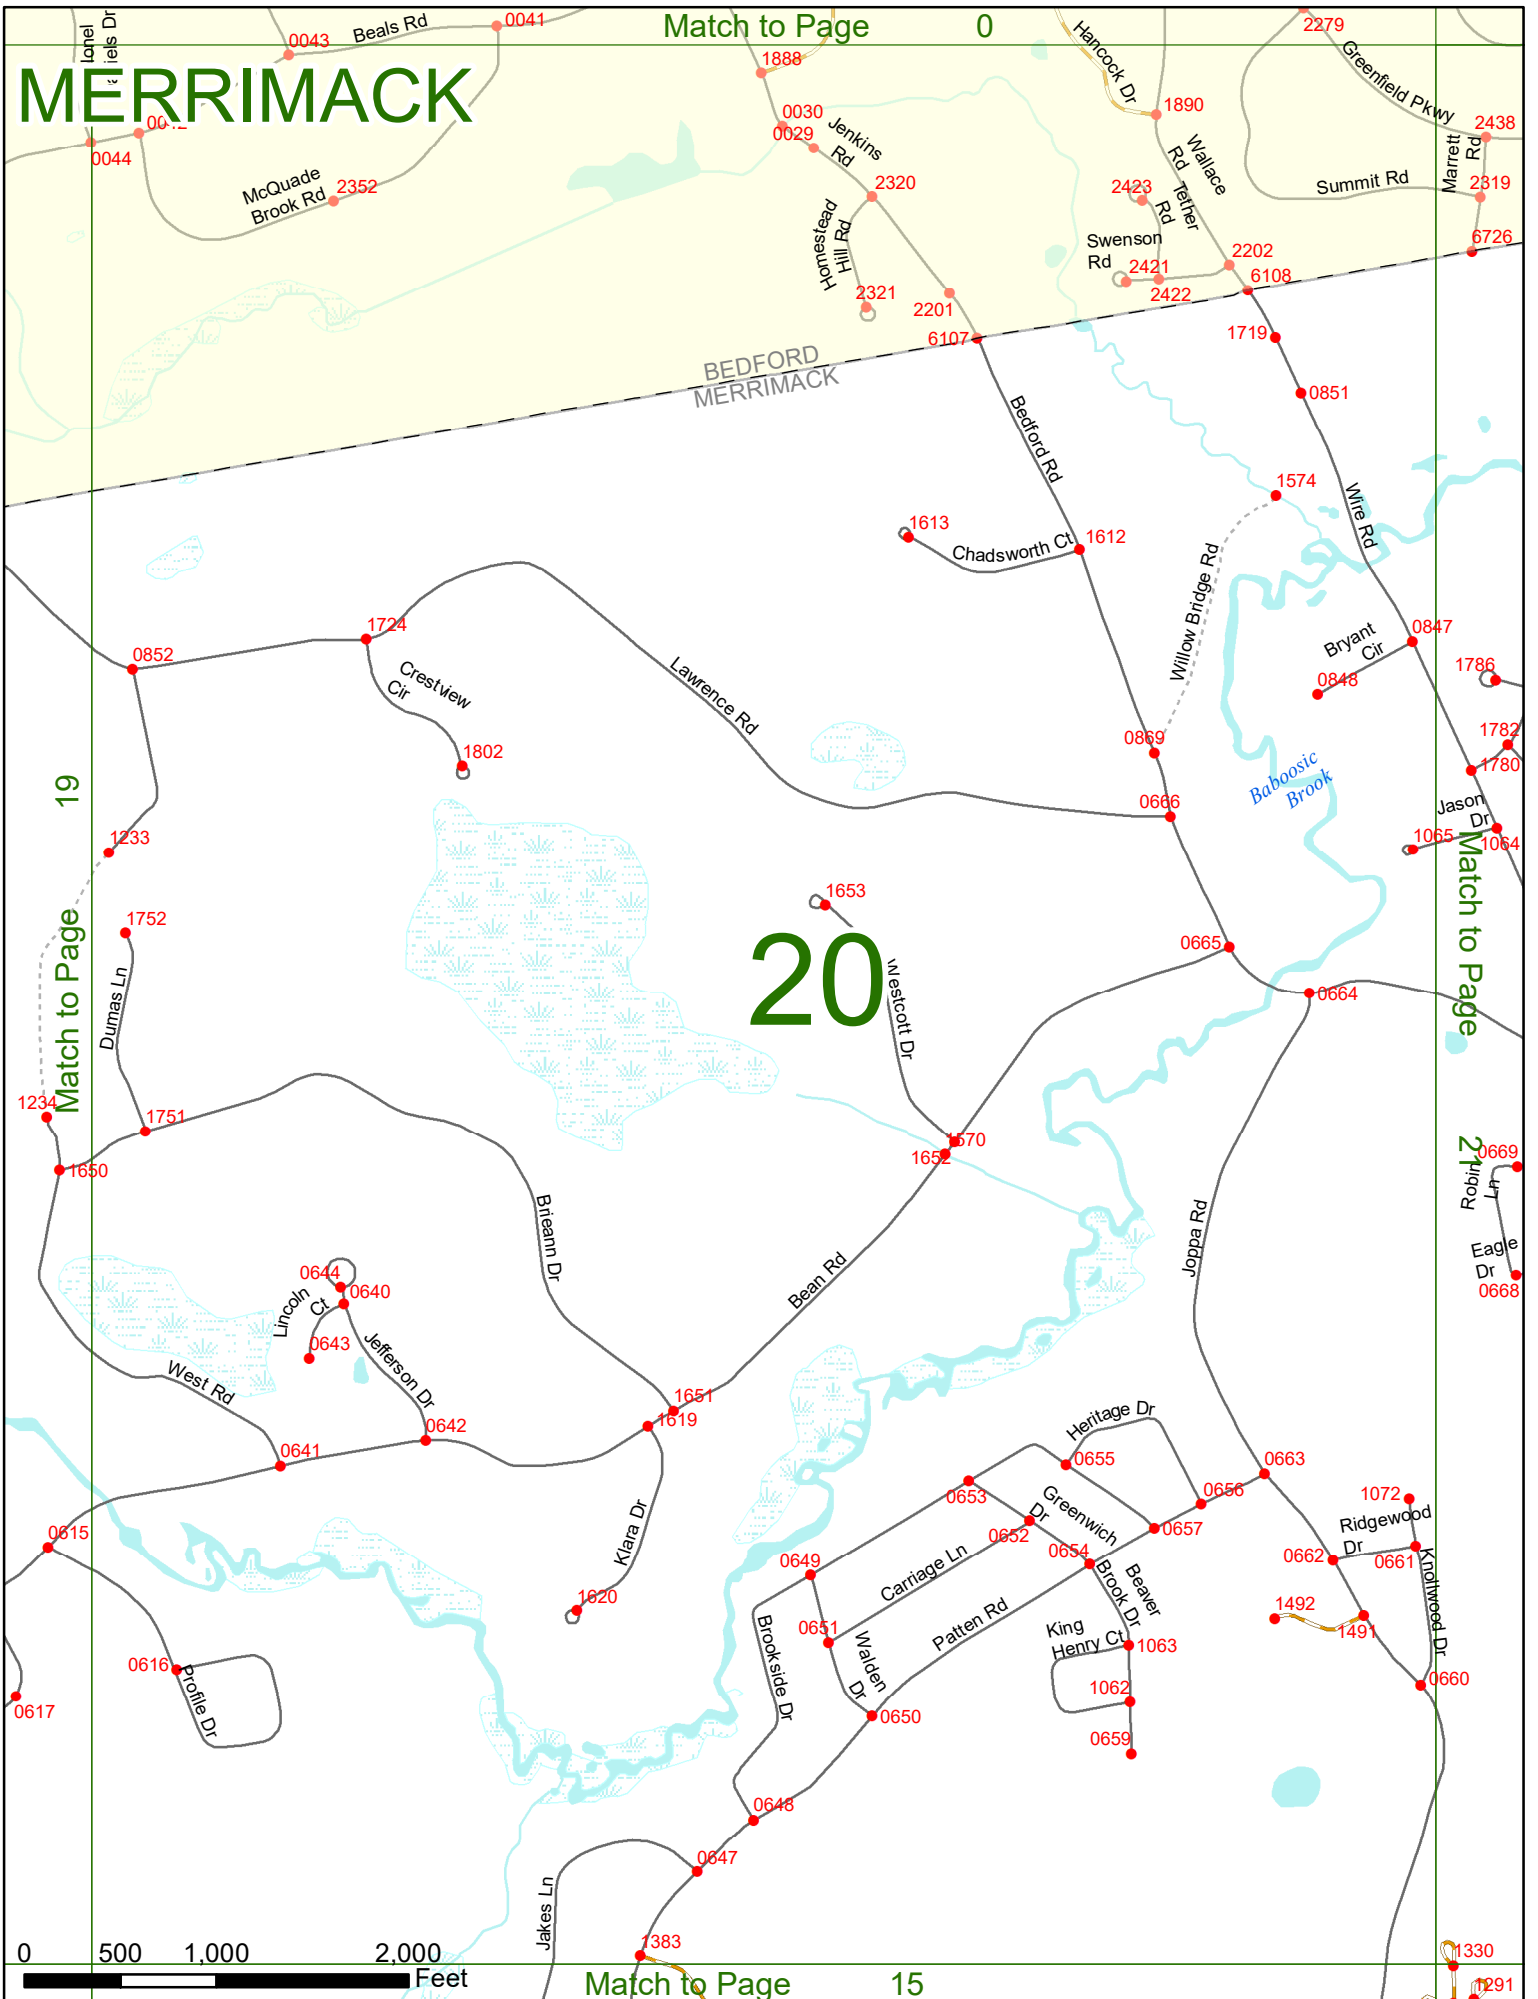 Match to Page 0
MERRIMACK
Beals Rd
0041
0043
0044
McQuade
Brook Rd
2352
1888
0030
0029
Jenkins
Rd
2320
Homestead
Hill Rd
2321
2201
6107
Hancock Dr
1890
Wallace
Rd
Tether
Rd
2423
Swenson
Rd
2421
2422
2202
6108
2279
Greenfield Pkwy
2438
Marrett
Rd
Summit Rd
2319
6726
BEDFORD
MERRIMACK
1719
0851
Bedford Rd
1574
Wire Rd
1613
Chadsworth Ct
1612
Willow Bridge Rd
0847
Bryant
Cir
0848
1786
1782
1780
1724
0852
Crestview
Cir
1802
Lawrence Rd
0869
0666
Baboosic
Brook
Jason
Dr
1065
1064
19
Match to Page
1233
1752
Dumas Ln
1653
20
Westcott Dr
0665
0664
Match to Page
21
1234
1751
1650
1570
1652
0669
Robin
Ln
Eagle
Dr
0668
Brieann Dr
Joppa Rd
Bean Rd
0644
0640
Lincoln
Ct
0643
Jefferson Dr
West Rd
0642
0641
1651
1619
Heritage Dr
0655
0663
0656
0653
Greenwich
Dr
0652
0657
1072
Ridgewood
Dr
0662
0661
Knollwood Dr
0615
Klara Dr
1620
0649
Carriage Ln
0654
Beaver
Brook Dr
Patten Rd
King
Henry Ct
1063
1492
1491
0651
Walden
Dr
Brookside Dr
0616
Profile Dr
0617
0650
1062
0659
0660
0648
0647
Jakes Ln
1383
1330
1291
0 500 1,000 2,000
Feet
Match to Page 15